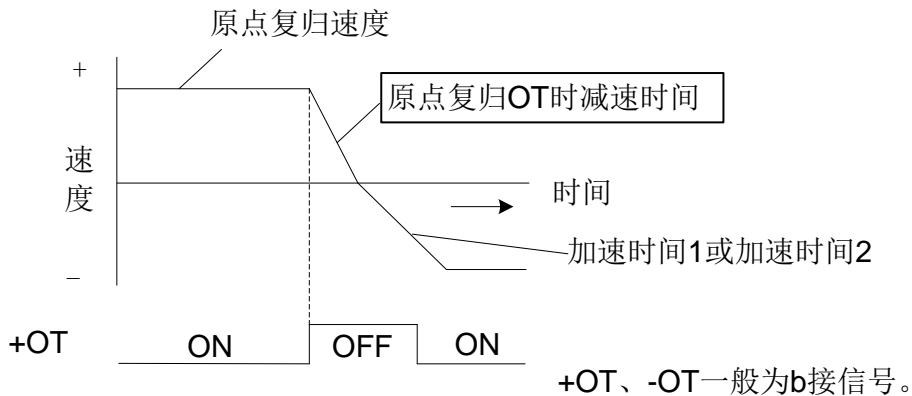 原点复归速度
+
原点复归OT时减速时间
速
度
时间
加速时间1或加速时间2
−
+OT ON OFF ON
+OT、-OT一般为b接信号。